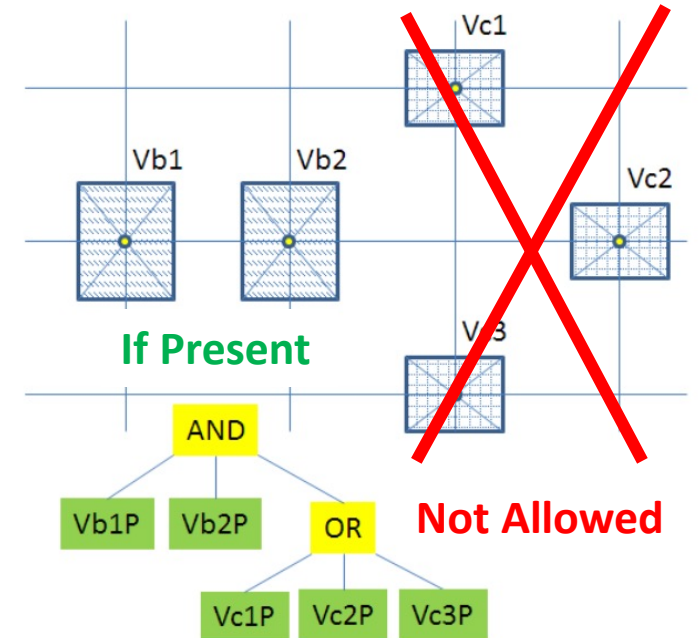 Vc1
Vb1 Vb2
Vc2
If Present
Vc3
AND
Vb1P Vb2P OR
Not Allowed
Vc1P Vc2P Vc3P